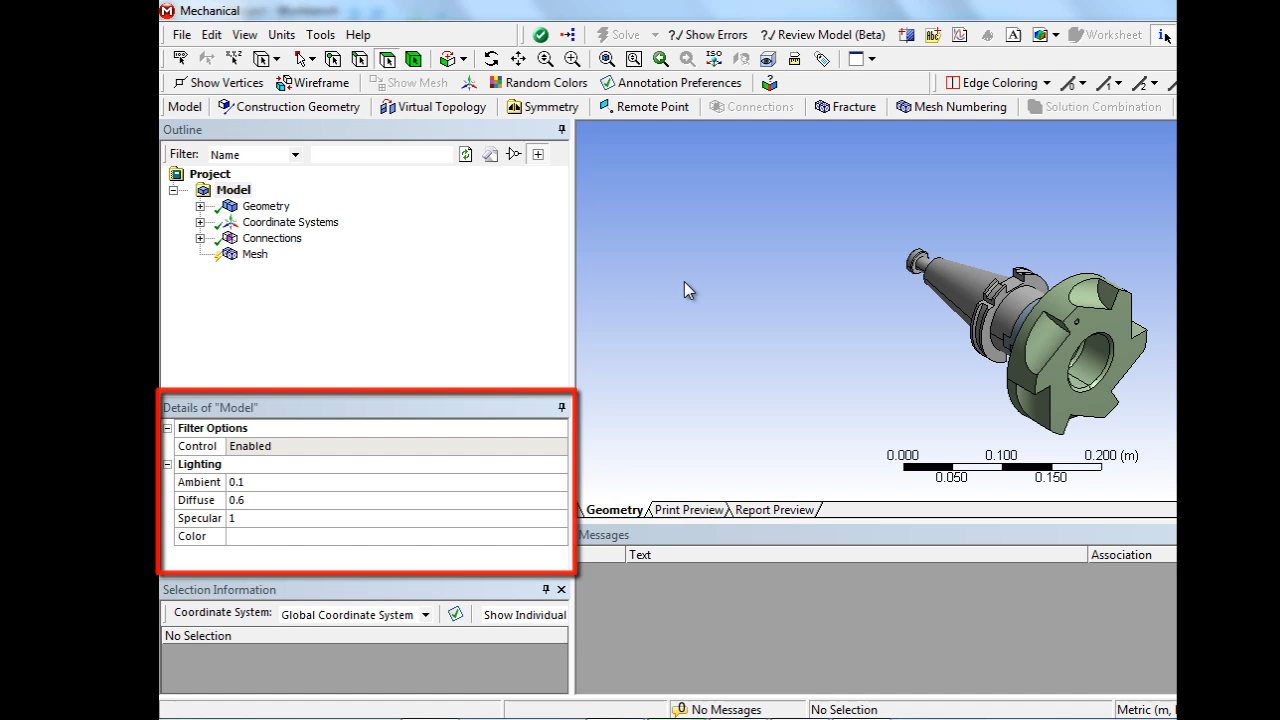 Mechanical
File Edit View Units Tools Help Solve ?/ Show Errors ?/ Review Model (Beta) A Worksheet
Show Vertices Wireframe Show Mesh Random Colors Annotation Preferences Edge Coloring
Model Construction Geometry Virtual Topology Symmetry Remote Point Connections Fracture Mesh Numbering Solution Combination
Outline
Filter: Name
Project
Model
Geometry
Coordinate Systems
Connections
Mesh
Details of "Model"
Filter Options
Control Enabled
Lighting
Ambient 0.1
Diffuse 0.6
Specular 1
Color
Selection Information
Coordinate System: Global Coordinate System Show Individual
No Selection
0.000 0.100 0.200 (m)
0.050 0.150
Geometry Print Preview Report Preview
Messages
Text Association
0 No Messages No Selection Metric (m,